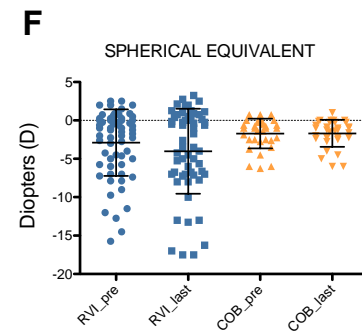 F
SPHERICAL EQUIVALENT
Diopters (D)
5
0
-5
-10
-15
-20
RVI_pre
RVI_last
COB_pre
COB_last